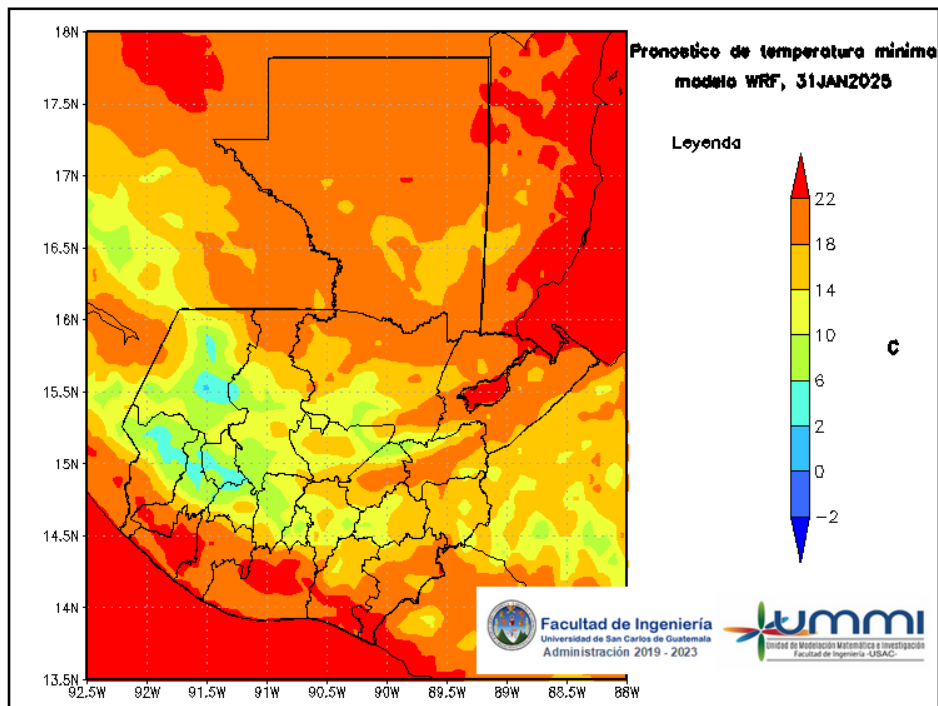 Pronostico de temperatura minima
modelo WRF, 31JAN2025
Leyenda
22
18
14
10
6
2
0
-2
C
18N
17.5N
17N
16.5N
16N
15.5N
15N
14.5N
14N
13.5N
92.5W
92W
91.5W
91W
90.5W
90W
89.5W
89W
88.5W
88W
Facultad de Ingeniería
Universidad de San Carlos de Guatemala
Administración 2019 - 2023
UMMI
Unidad de Modelación Matemática e Investigación
Facultad de Ingeniería -USAC-